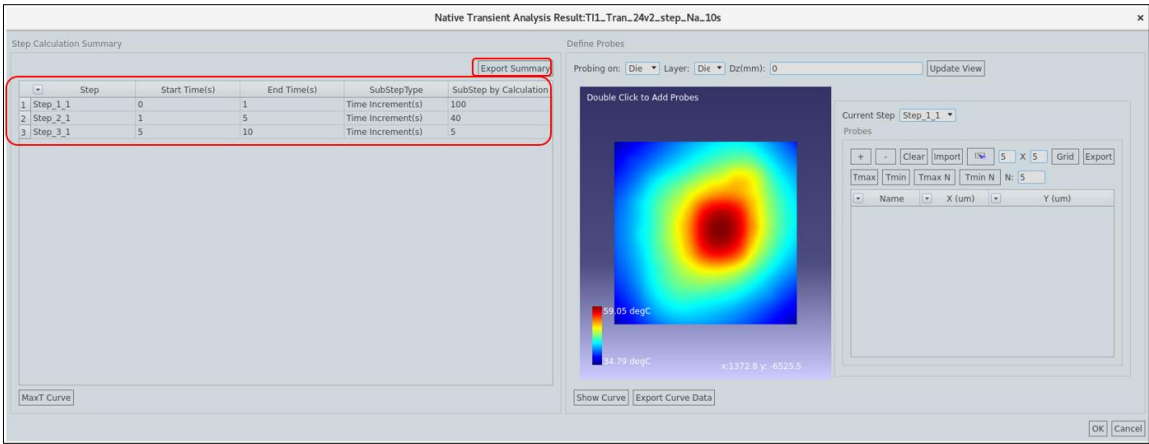 Native Transient Analysis Result:TI1_Tran_24v2_step_Na_10s
×
Step Calculation Summary
Export Summary
Step Start Time(s) End Time(s) SubStepType SubStep by Calculation
1 Step_1_1 0 1 Time Increment(s) 100
2 Step_2_1 1 5 Time Increment(s) 40
3 Step_3_1 5 10 Time Increment(s) 5
MaxT Curve
Define Probes
Probing on: Die Layer: Die Dz(mm): 0 Update View
Double Click to Add Probes
59.05 degC
34.79 degC
x:1372.8 y: -6525.5
Current Step Step_1_1
Probes
+ - Clear Import 5 X 5 Grid Export
Tmax Tmin Tmax N Tmin N N: 5
Name X (um) Y (um)
Show Curve Export Curve Data
OK Cancel